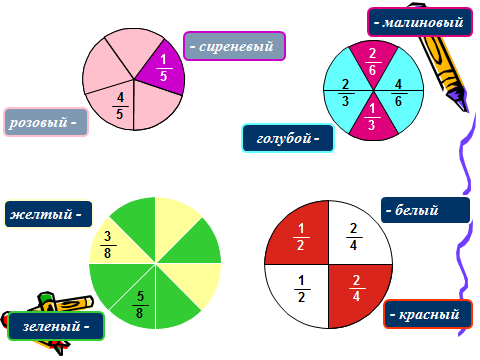 - малиновый
- сиреневый
1/5
4/5
розовый -
2/6
2/3
4/6
1/3
голубой -
желтый -
3/8
5/8
зеленый -
- белый
1/2
2/4
1/2
2/4
- красный